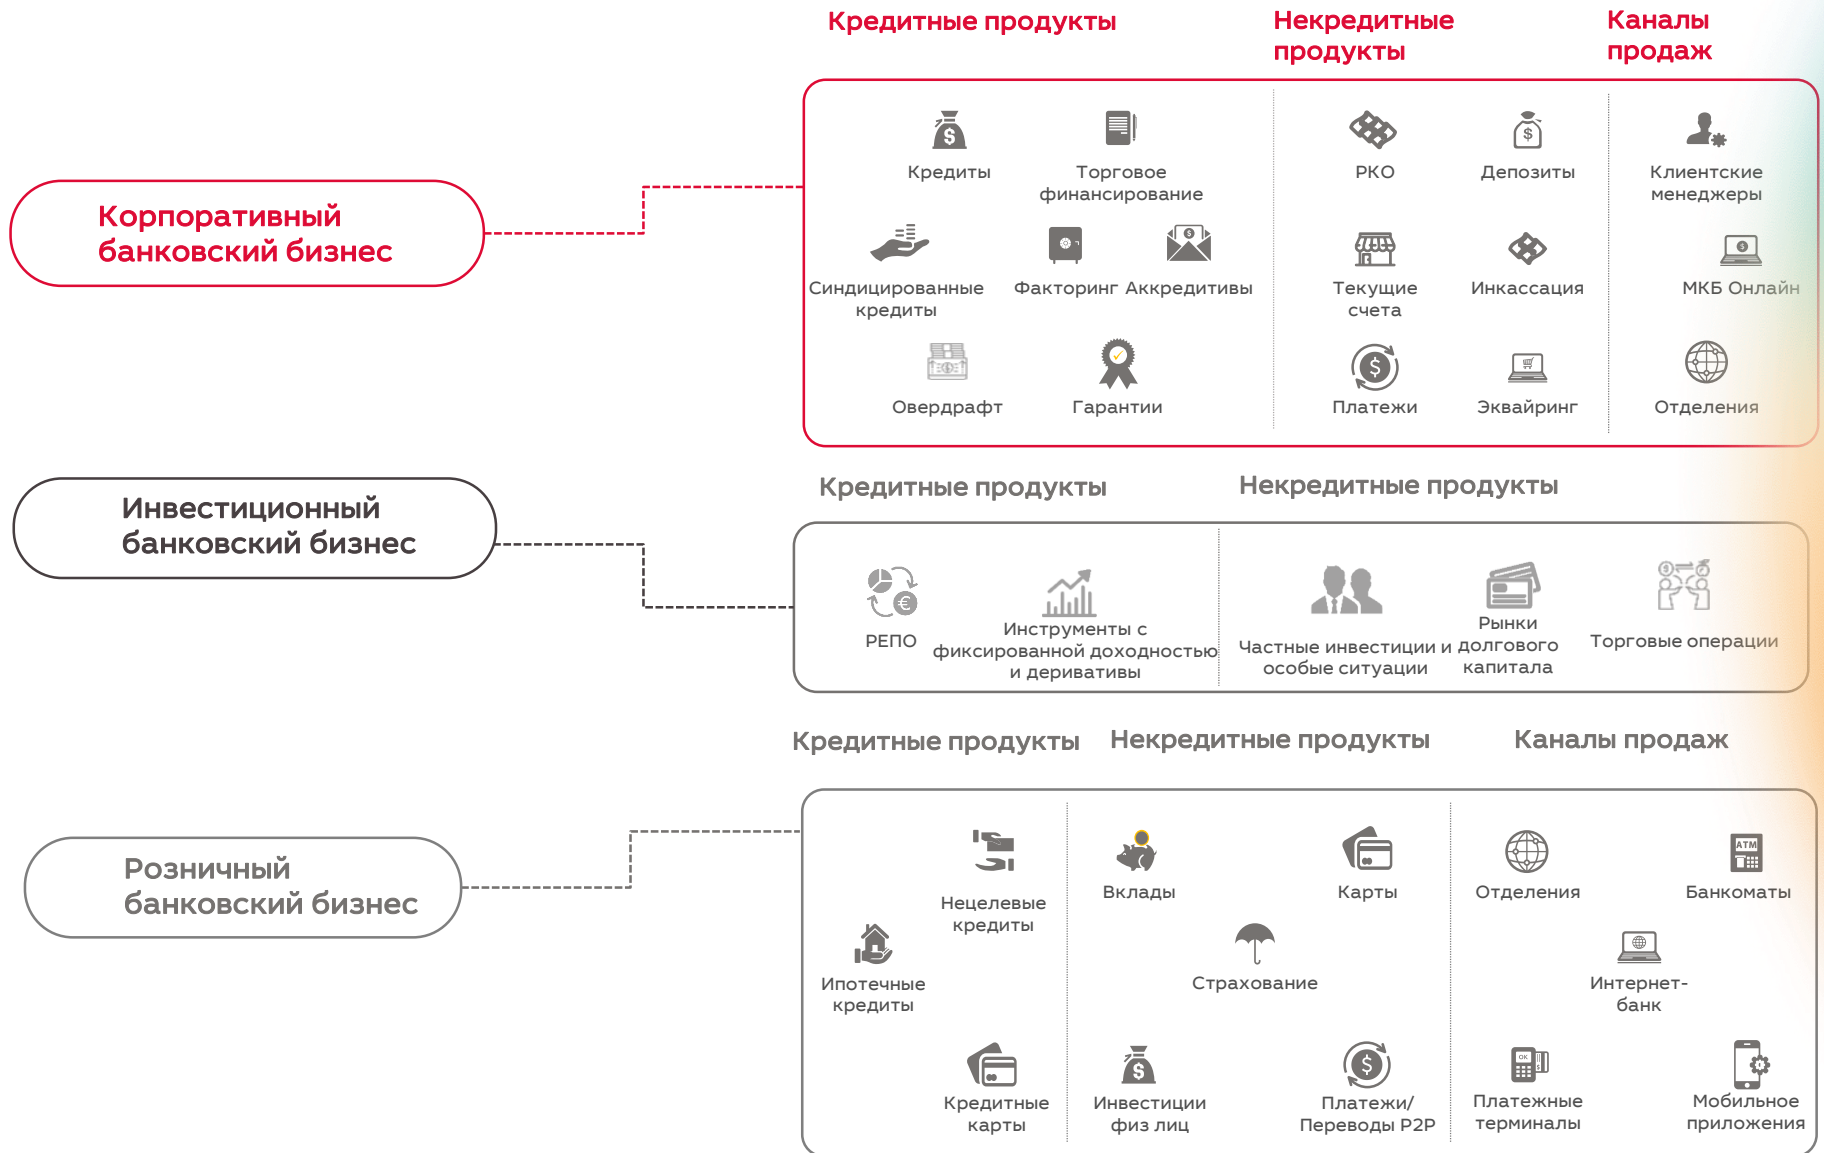 Кредитные продукты
Некредитные
продукты
Каналы
продаж
Корпоративный
банковский бизнес
Кредиты
Торговое
финансирование
РКО
Депозиты
Клиентские
менеджеры
Синдицированные
кредиты
Факторинг
Аккредитивы
Текущие
счета
Инкассация
МКБ Онлайн
Овердрафт
Гарантии
Платежи
Эквайринг
Отделения
Инвестиционный
банковский бизнес
Кредитные продукты
Некредитные продукты
РЕПО
Инструменты с
фиксированной доходностью
и деривативы
Частные инвестиции и
особые ситуации
Рынки
долгового
капитала
Торговые операции
Розничный
банковский бизнес
Кредитные продукты
Некредитные продукты
Каналы продаж
Нецелевые
кредиты
Вклады
Карты
Отделения
ATM
Банкоматы
Ипотечные
кредиты
Страхование
Интернет-
банк
Кредитные
карты
Инвестиции
физ лиц
Платежи/
Переводы P2P
OK
Платежные
терминалы
Мобильное
приложения